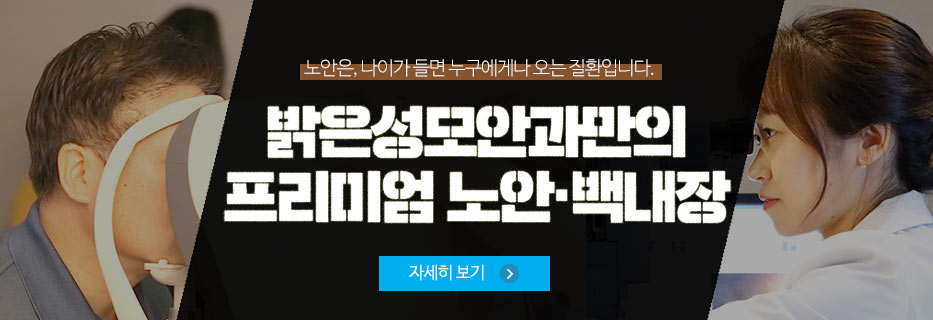 노안은, 나이가 들면 누구에게나 오는 질환입니다.
밝은성모안과만의
프리미엄 노안·백내장
자세히 보기